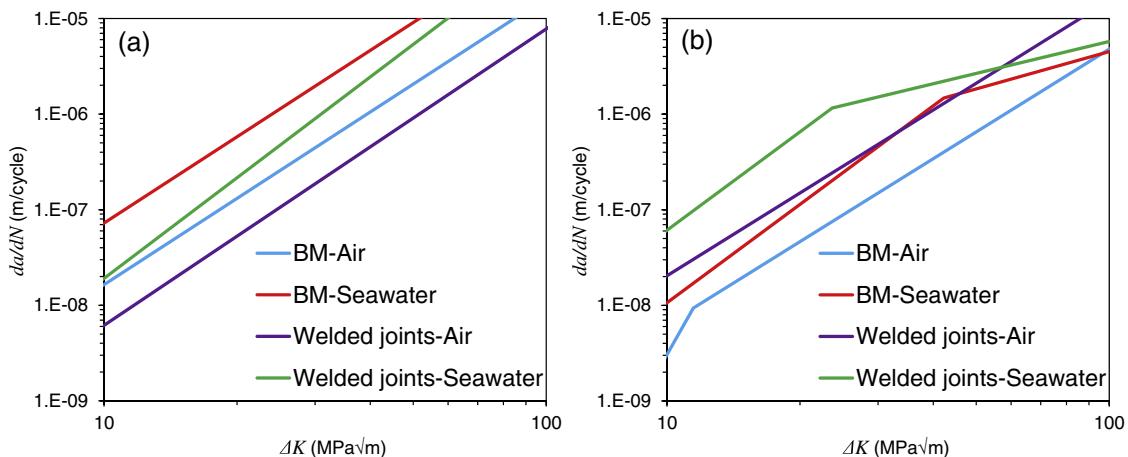 (a)
1.E-05
1.E-06
1.E-07
1.E-08
1.E-09
da/dN (m/cycle)
BM-Air
BM-Seawater
Welded joints-Air
Welded joints-Seawater
10
100
ΔK (MPa√m)
(b)
1.E-05
1.E-06
1.E-07
1.E-08
1.E-09
da/dN (m/cycle)
BM-Air
BM-Seawater
Welded joints-Air
Welded joints-Seawater
10
100
ΔK (MPa√m)